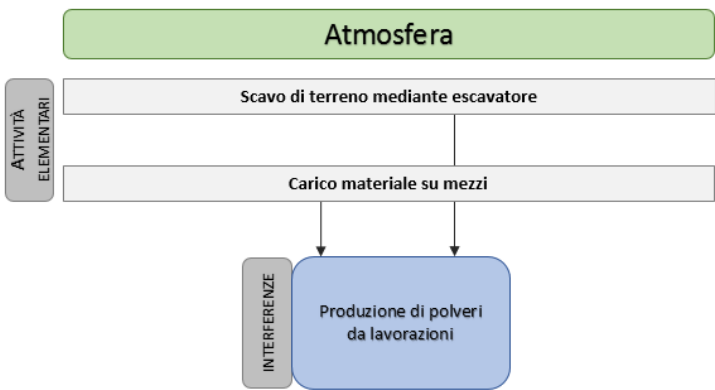 Atmosfera
ATTIVITÀ
ELEMENTARI
Scavo di terreno mediante escavatore
Carico materiale su mezzi
INTERFERENZE
Produzione di polveri
da lavorazioni